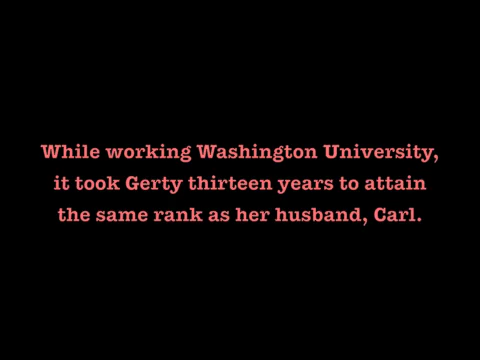 While working Washington University,
it took Gerty thirteen years to attain
the same rank as her husband, Carl.